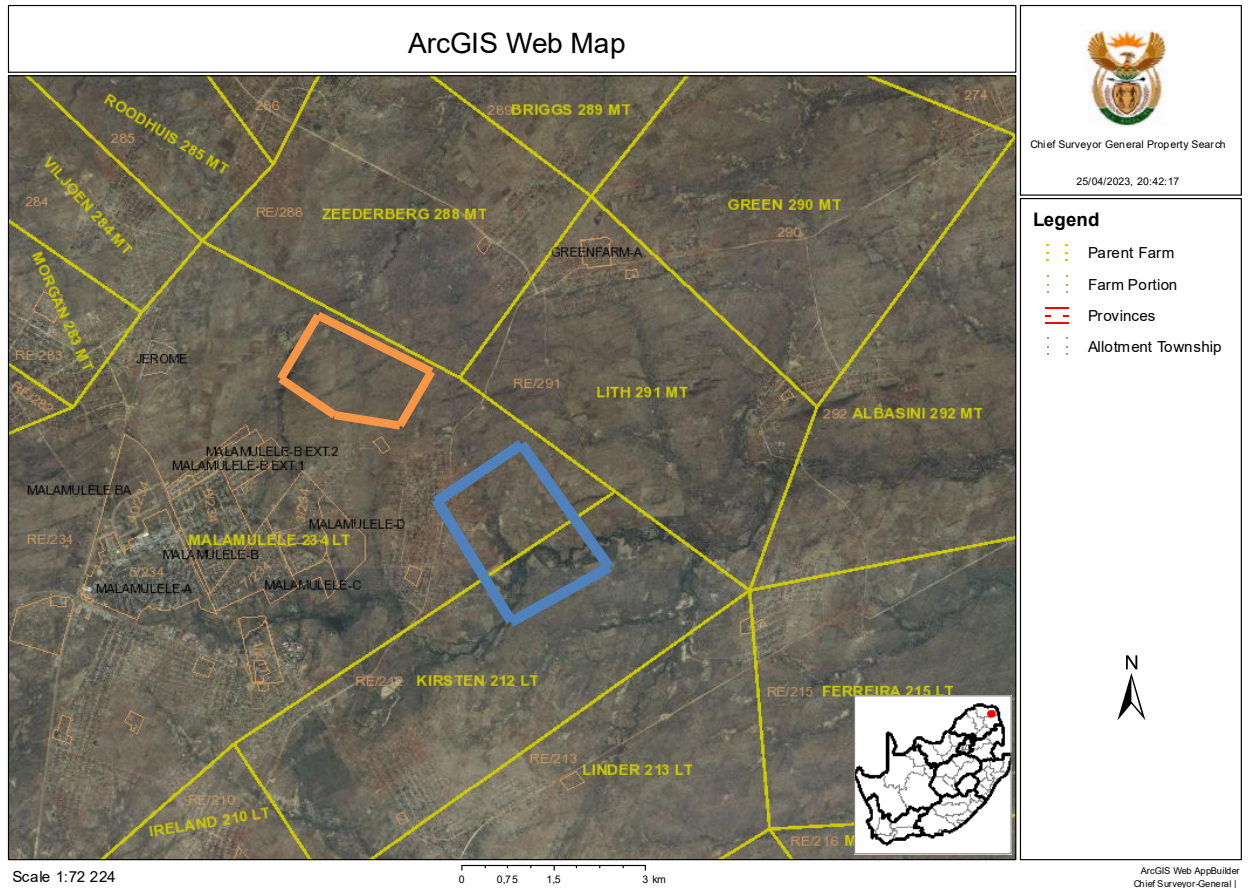 ArcGIS Web Map
Chief Surveyor General Property Search
25/04/2023, 20:42:17
Legend
Parent Farm
Farm Portion
Provinces
Allotment Township
N
286
289
BRIGGS 289 MT
274
ROODHUIS 285 MT
285
VILJOEN 284 MT
284
RE/288
ZEEDERBERG 288 MT
GREEN 290 MT
290
GREENFARM-A
MORGAN 283 MT
RE/283
JEROME
RE/282
RE/291
LITH 291 MT
292
ALBASINI 292 MT
MALAMULELE-B EXT.2
MALAMULELE-B EXT.1
MALAMULELE BA
MALAMULELE-D
RE/234
MALAMULELE 234 LT
MALAMULELE-B
5/234
MALAMULELE-A
MALAMULELE-C
RE/212
KIRSTEN 212 LT
RE/215
FERREIRA 215 LT
RE/213
LINDER 213 LT
RE/210
IRELAND 210 LT
RE/216
M
Scale 1:72 224
0 0,75 1,5 3 km
ArcGIS Web AppBuilder
Chief Surveyor-General |